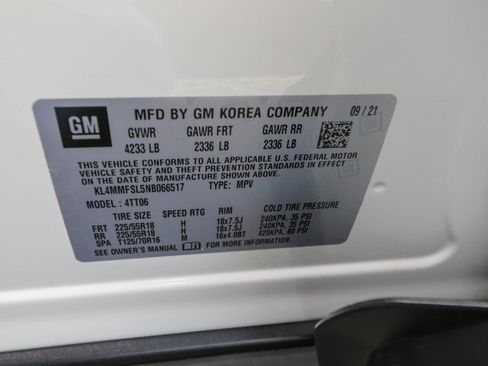 GM
MFD BY GM KOREA COMPANY
09 / 21
GVWR GAWR FRT GAWR RR
4233 LB 2336 LB 2336 LB
THIS VEHICLE CONFORMS TO ALL APPLICABLE U.S. FEDERAL MOTOR
VEHICLE SAFETY AND THEFT PREVENTION STANDARDS IN EFFECT ON
THE DATE OF MANUFACTURE SHOWN ABOVE.
KL4MMFSL5NB066517 TYPE: MPV
MODEL : 4TT06
TIRE SIZE SPEED RTG RIM COLD TIRE PRESSURE
FRT 225/55R18 H 18x7.5J 240KPA, 35 PSI
RR 225/55R18 H 18x7.5J 240KPA, 35 PSI
SPA T125/70R16 M 16x4.0BT 420KPA, 60 PSI
SEE OWNER'S MANUAL FOR MORE INFORMATION.